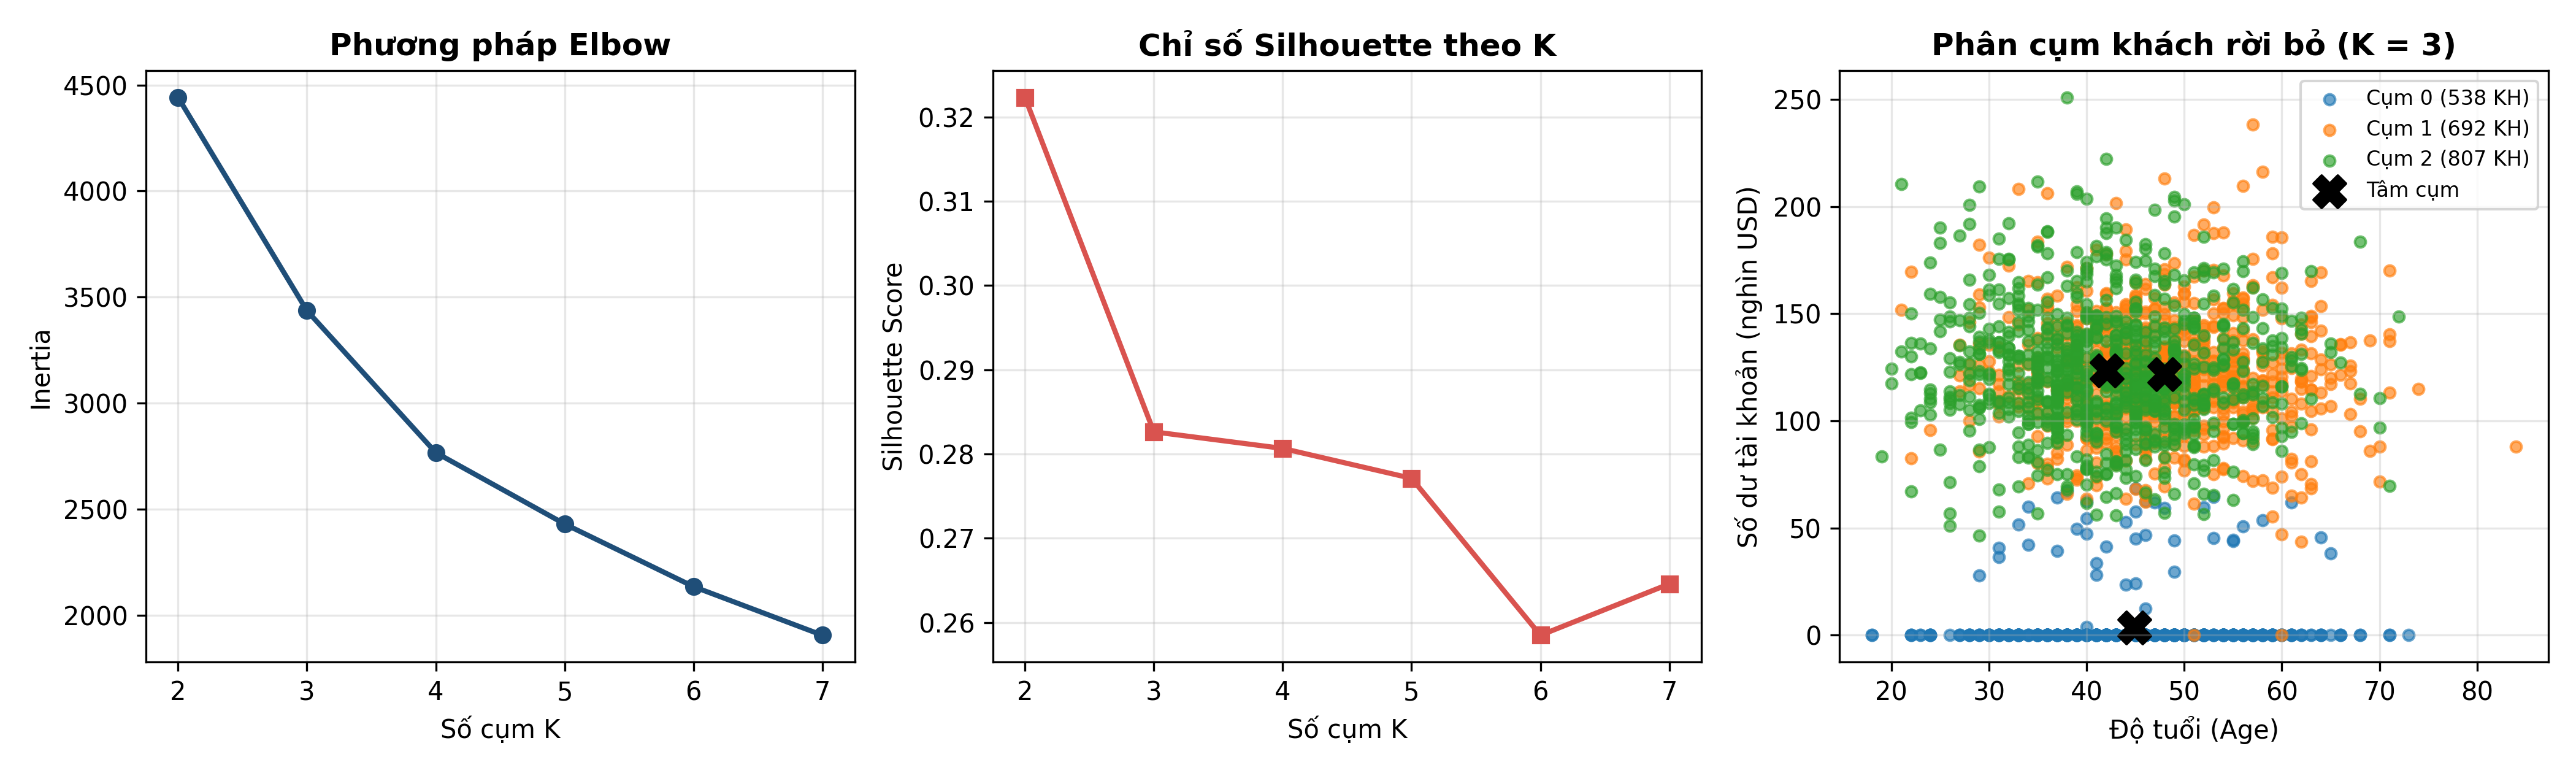 Phương pháp Elbow
4500
4000
3500
3000
2500
2000
Inertia
2
3
4
5
6
7
Số cụm K
Chỉ số Silhouette theo K
0.32
0.31
0.30
0.29
0.28
0.27
0.26
Silhouette Score
2
3
4
5
6
7
Số cụm K
Phân cụm khách rời bỏ (K = 3)
Cụm 0 (538 KH)
Cụm 1 (692 KH)
Cụm 2 (807 KH)
Tâm cụm
250
200
150
100
50
0
Số dư tài khoản (nghìn USD)
20
30
40
50
60
70
80
Độ tuổi (Age)